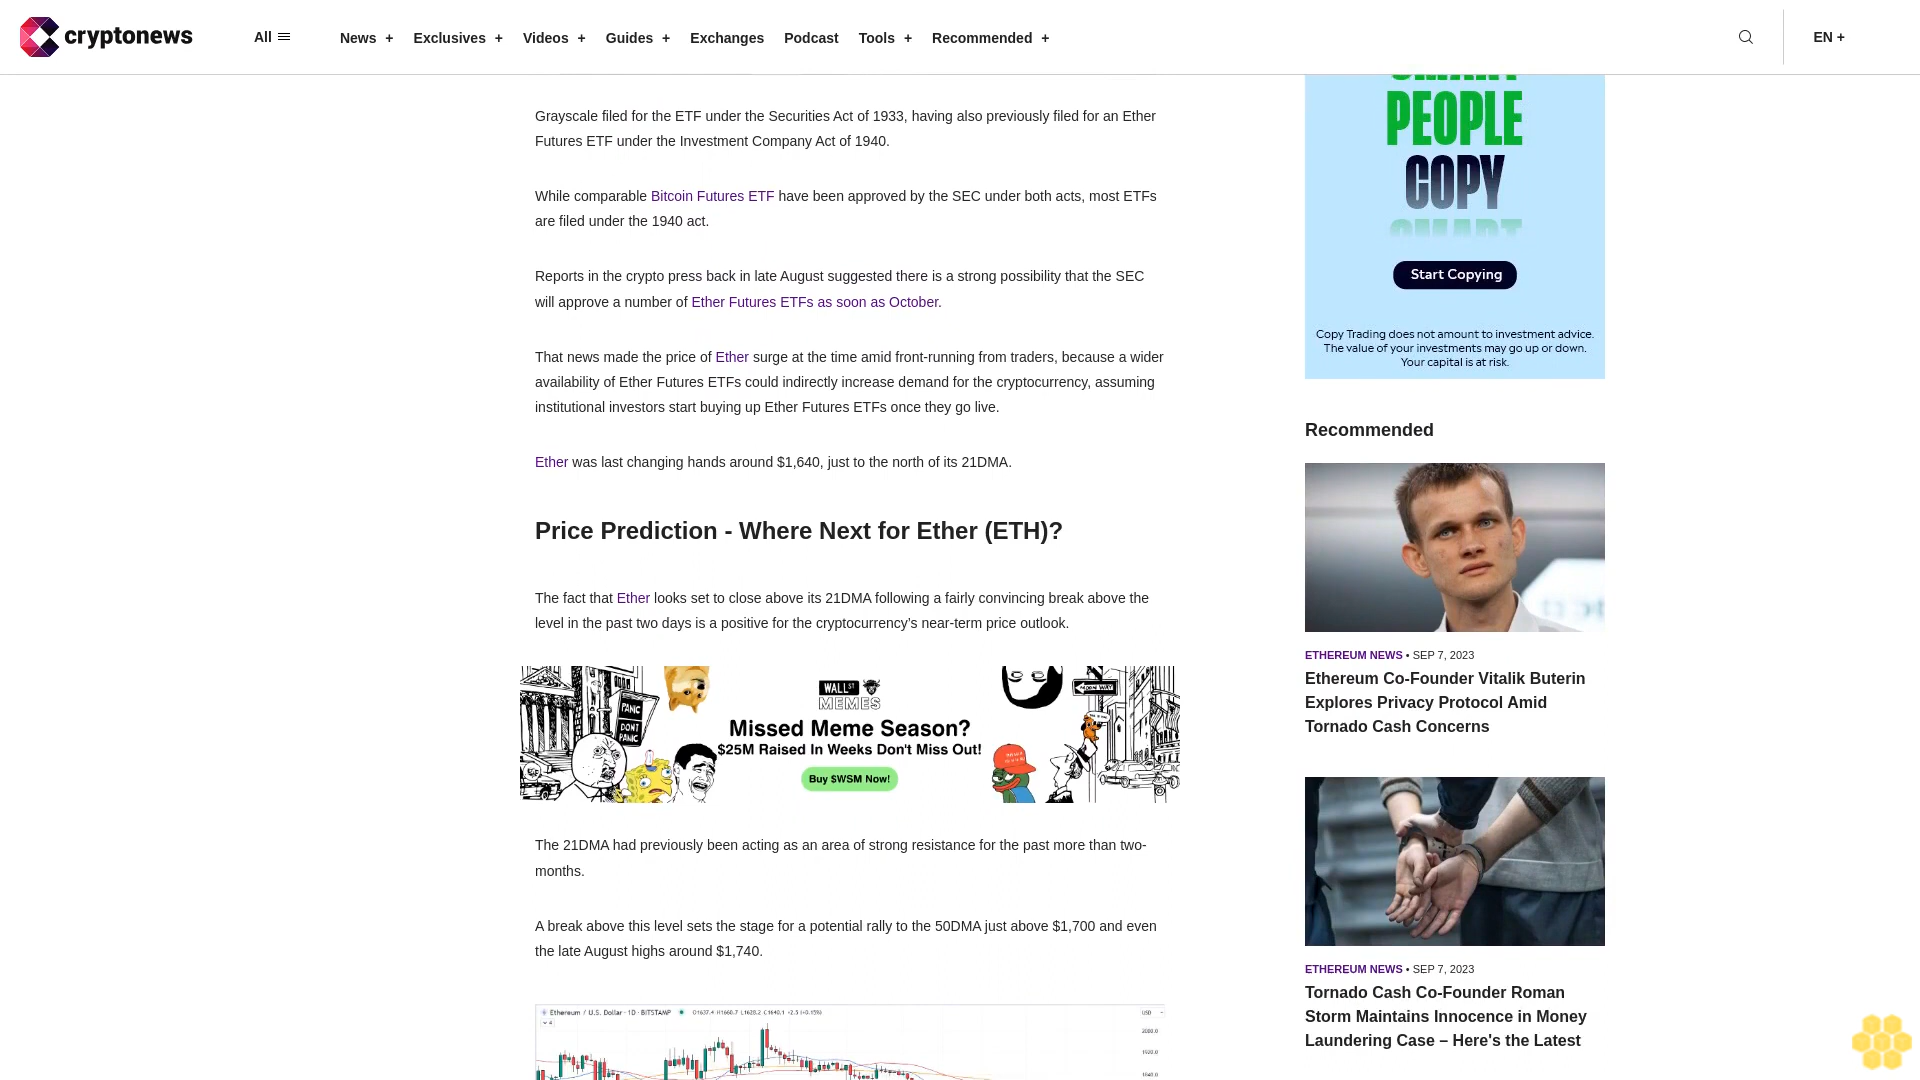 cryptonews
All
News +
Exclusives +
Videos +
Guides +
Exchanges
Podcast
Tools +
Recommended +
EN +
Grayscale filed for the ETF under the Securities Act of 1933, having also previously filed for an Ether
Futures ETF under the Investment Company Act of 1940.
While comparable Bitcoin Futures ETF have been approved by the SEC under both acts, most ETFs
are filed under the 1940 act.
Reports in the crypto press back in late August suggested there is a strong possibility that the SEC
will approve a number of Ether Futures ETFs as soon as October.
That news made the price of Ether surge at the time amid front-running from traders, because a wider
availability of Ether Futures ETFs could indirectly increase demand for the cryptocurrency, assuming
institutional investors start buying up Ether Futures ETFs once they go live.
Ether was last changing hands around $1,640, just to the north of its 21DMA.
Price Prediction - Where Next for Ether (ETH)?
The fact that Ether looks set to close above its 21DMA following a fairly convincing break above the
level in the past two days is a positive for the cryptocurrency’s near-term price outlook.
PANIC
DON'T
PANIC
WALL ST
MEMES
Missed Meme Season?
$25M Raised In Weeks Don't Miss Out!
Buy $WSM Now!
The 21DMA had previously been acting as an area of strong resistance for the past more than two-
months.
A break above this level sets the stage for a potential rally to the 50DMA just above $1,700 and even
the late August highs around $1,740.
Ethereum / U.S. Dollar · 1D · BITSTAMP
USD
2000.0
PEOPLE
COPY
SMART
Start Copying
Copy Trading does not amount to investment advice.
The value of your investments may go up or down.
Your capital is at risk.
Recommended
ETHEREUM NEWS • SEP 7, 2023
Ethereum Co-Founder Vitalik Buterin
Explores Privacy Protocol Amid
Tornado Cash Concerns
ETHEREUM NEWS • SEP 7, 2023
Tornado Cash Co-Founder Roman
Storm Maintains Innocence in Money
Laundering Case – Here's the Latest